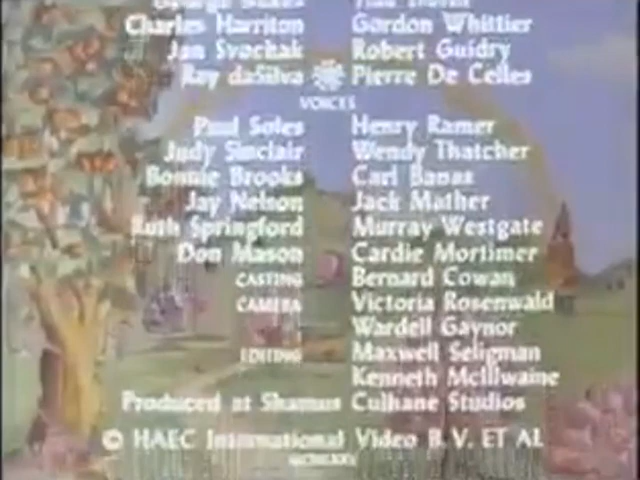 Charles Harriton Gordon Whittier
Jan Svochak Robert Guidry
Ray daSilva Pierre De Celles
VOICES
Paul Soles Henry Ramer
Judy Sinclair Wendy Thatcher
Bonnie Brooks Carl Banas
Jay Nelson Jack Mather
Ruth Springford Murray Westgate
Don Mason Cardie Mortimer
CASTING Bernard Cowan
CAMERA Victoria Rosenwald
Wardell Gaynor
EDITING Maxwell Seligman
Kenneth McIlwaine
Produced at Shamus Culhane Studios
© HAEC International Video B. V. ET AL